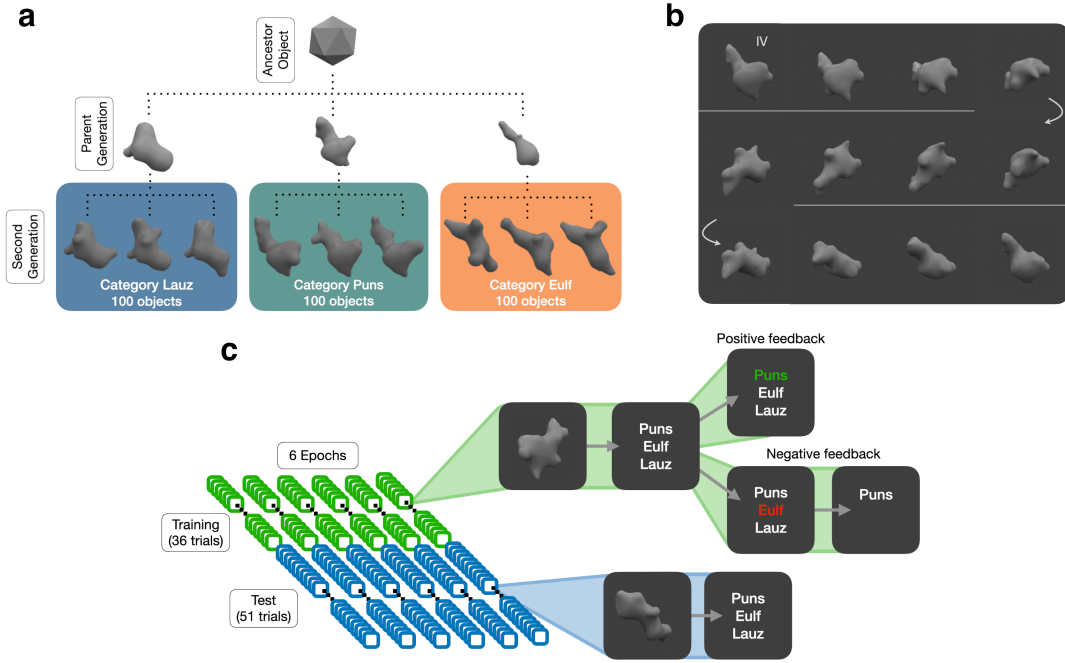 a
Ancestor
Object
Parent
Generation
Second
Generation
Category Lauz
100 objects
Category Puns
100 objects
Category Eulf
100 objects
b
IV
c
6 Epochs
Training
(36 trials)
Test
(51 trials)
Puns
Eulf
Lauz
Positive feedback
Puns
Eulf
Lauz
Negative feedback
Puns
Eulf
Lauz
Puns
Puns
Eulf
Lauz